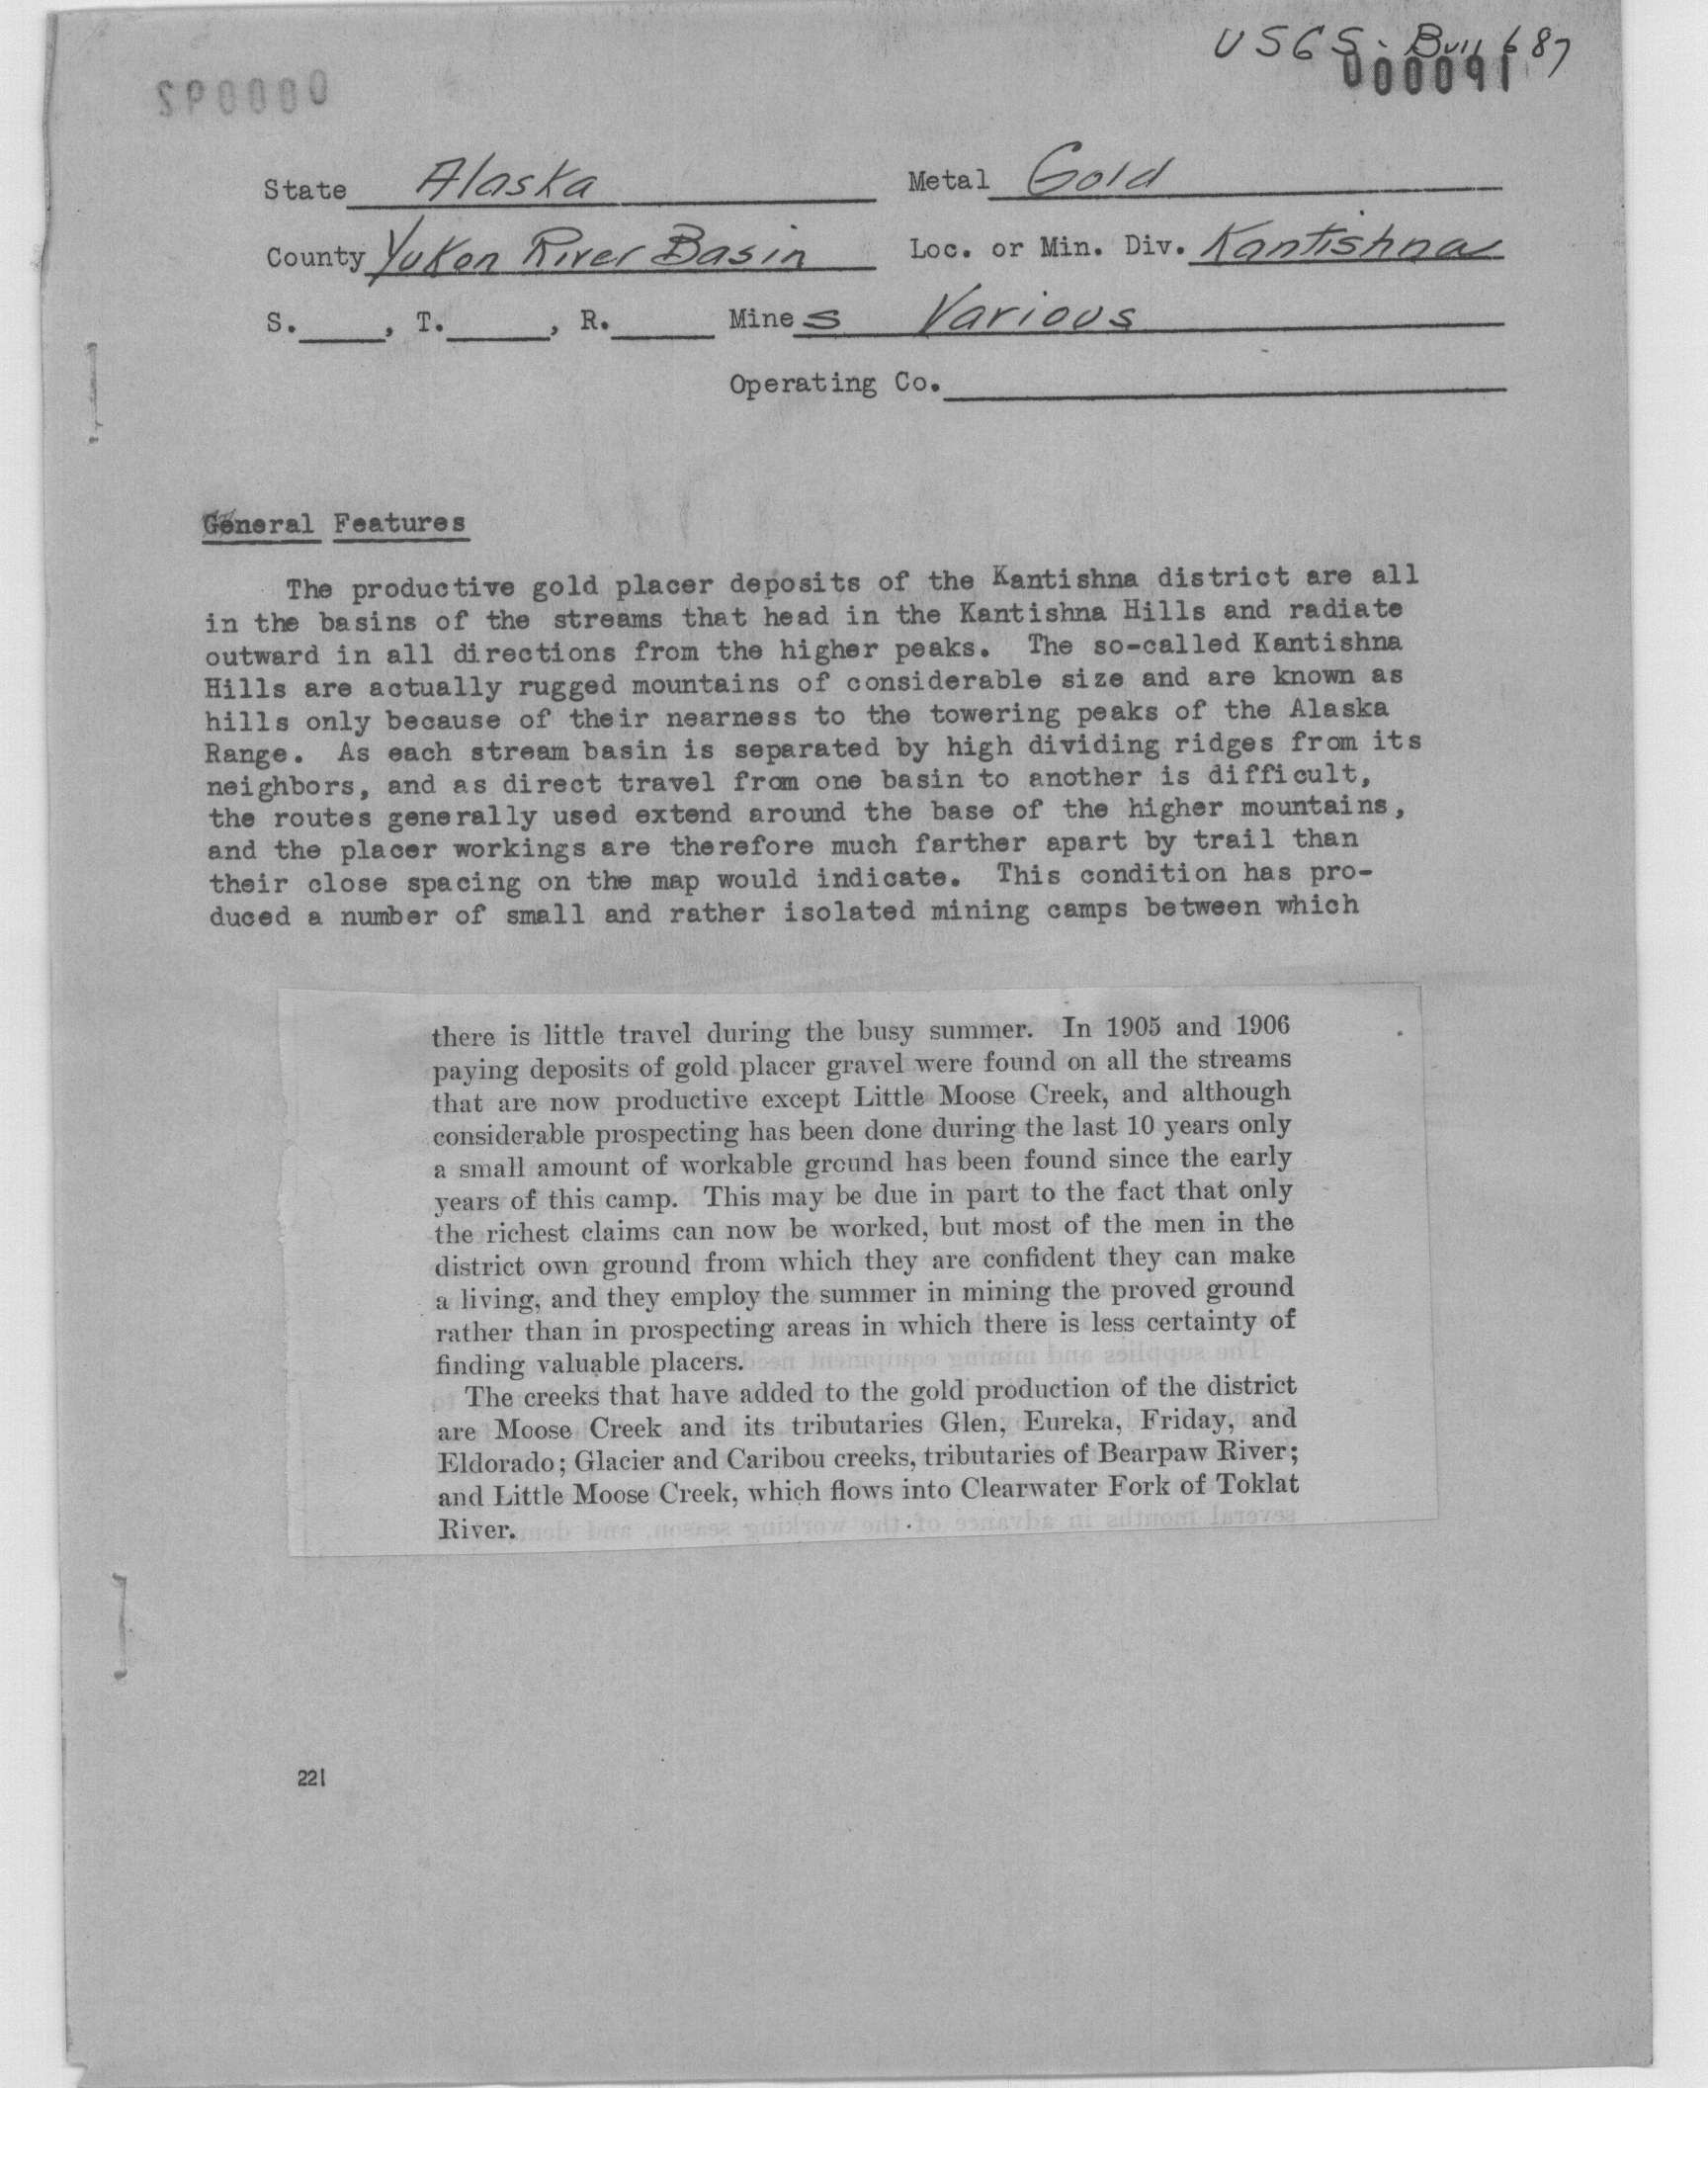 USGS. Bull 687
000091
SP0000
State Alaska Metal Gold
County Yukon River Basin Loc. or Min. Div. Kantishna
S. , T. , R. Mines Various
Operating Co.
General Features
The productive gold placer deposits of the Kantishna district are all
in the basins of the streams that head in the Kantishna Hills and radiate
outward in all directions from the higher peaks. The so-called Kantishna
Hills are actually rugged mountains of considerable size and are known as
hills only because of their nearness to the towering peaks of the Alaska
Range. As each stream basin is separated by high dividing ridges from its
neighbors, and as direct travel from one basin to another is difficult,
the routes generally used extend around the base of the higher mountains,
and the placer workings are therefore much farther apart by trail than
their close spacing on the map would indicate. This condition has pro-
duced a number of small and rather isolated mining camps between which
there is little travel during the busy summer. In 1905 and 1906
paying deposits of gold placer gravel were found on all the streams
that are now productive except Little Moose Creek, and although
considerable prospecting has been done during the last 10 years only
a small amount of workable ground has been found since the early
years of this camp. This may be due in part to the fact that only
the richest claims can now be worked, but most of the men in the
district own ground from which they are confident they can make
a living, and they employ the summer in mining the proved ground
rather than in prospecting areas in which there is less certainty of
finding valuable placers.
The creeks that have added to the gold production of the district
are Moose Creek and its tributaries Glen, Eureka, Friday, and
Eldorado; Glacier and Caribou creeks, tributaries of Bearpaw River;
and Little Moose Creek, which flows into Clearwater Fork of Toklat
River.
221